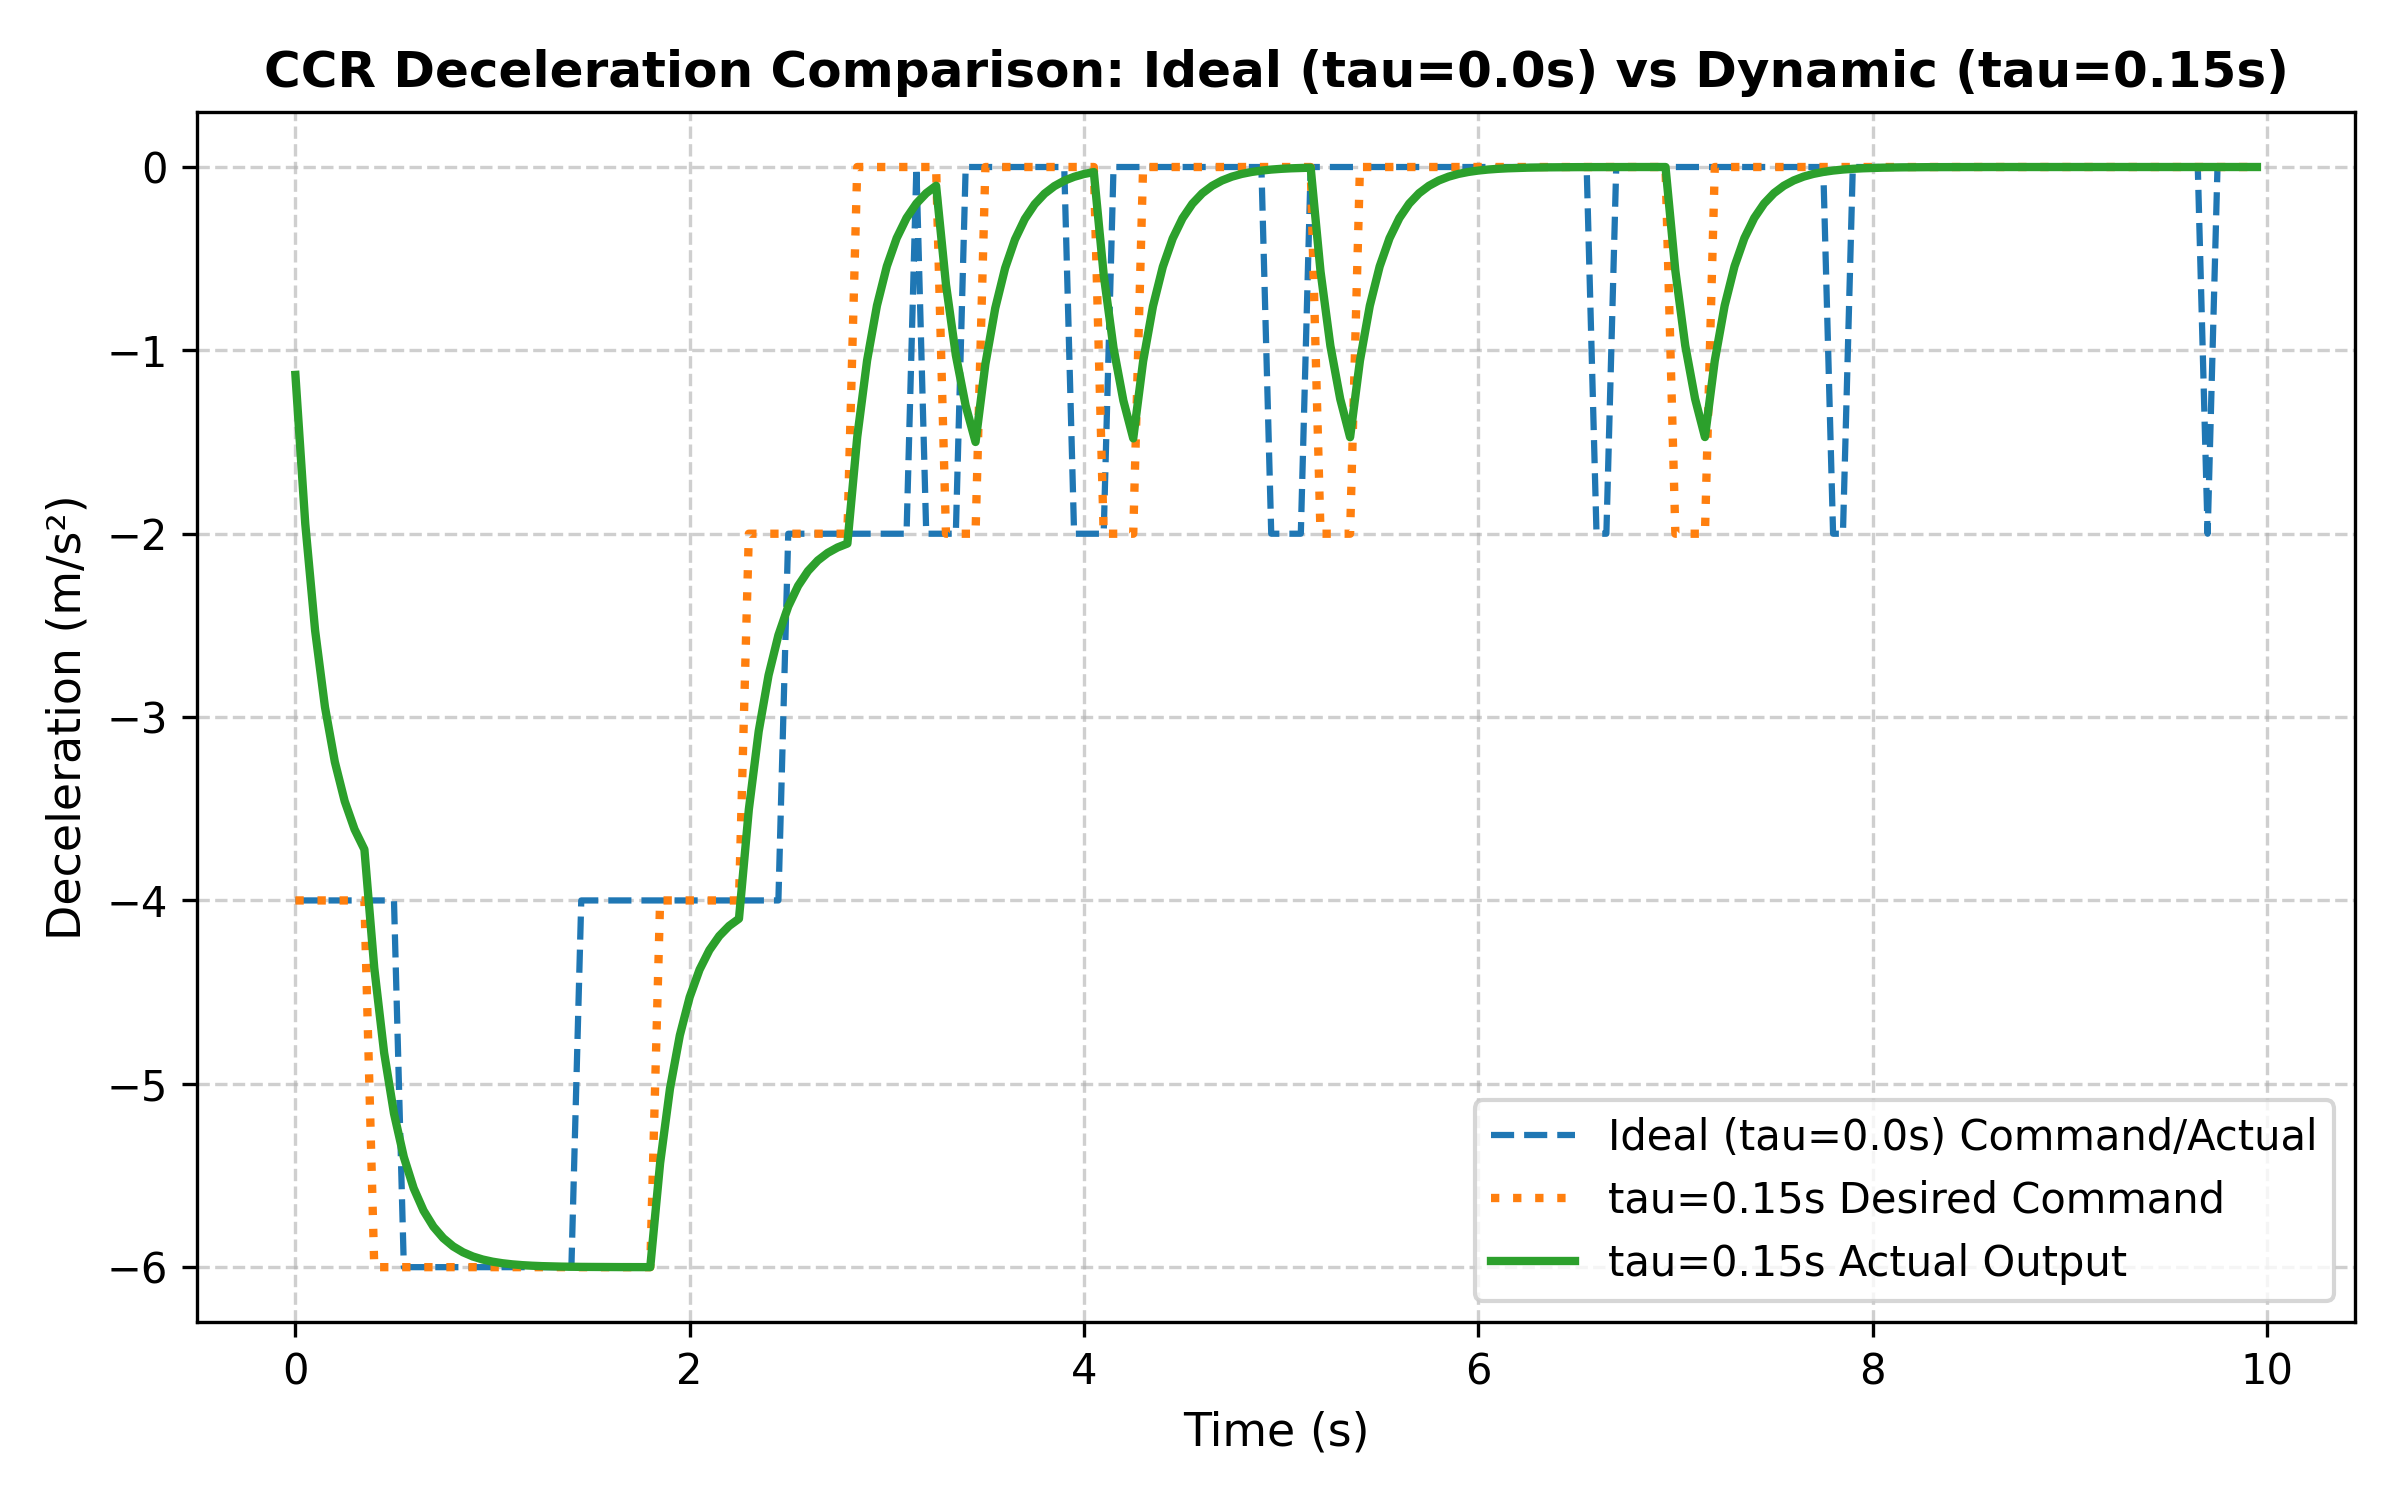 CCR Deceleration Comparison: Ideal (tau=0.0s) vs Dynamic (tau=0.15s)
Deceleration (m/s²)
0
−1
−2
−3
−4
−5
−6
Ideal (tau=0.0s) Command/Actual
tau=0.15s Desired Command
tau=0.15s Actual Output
0 2 4 6 8 10
Time (s)